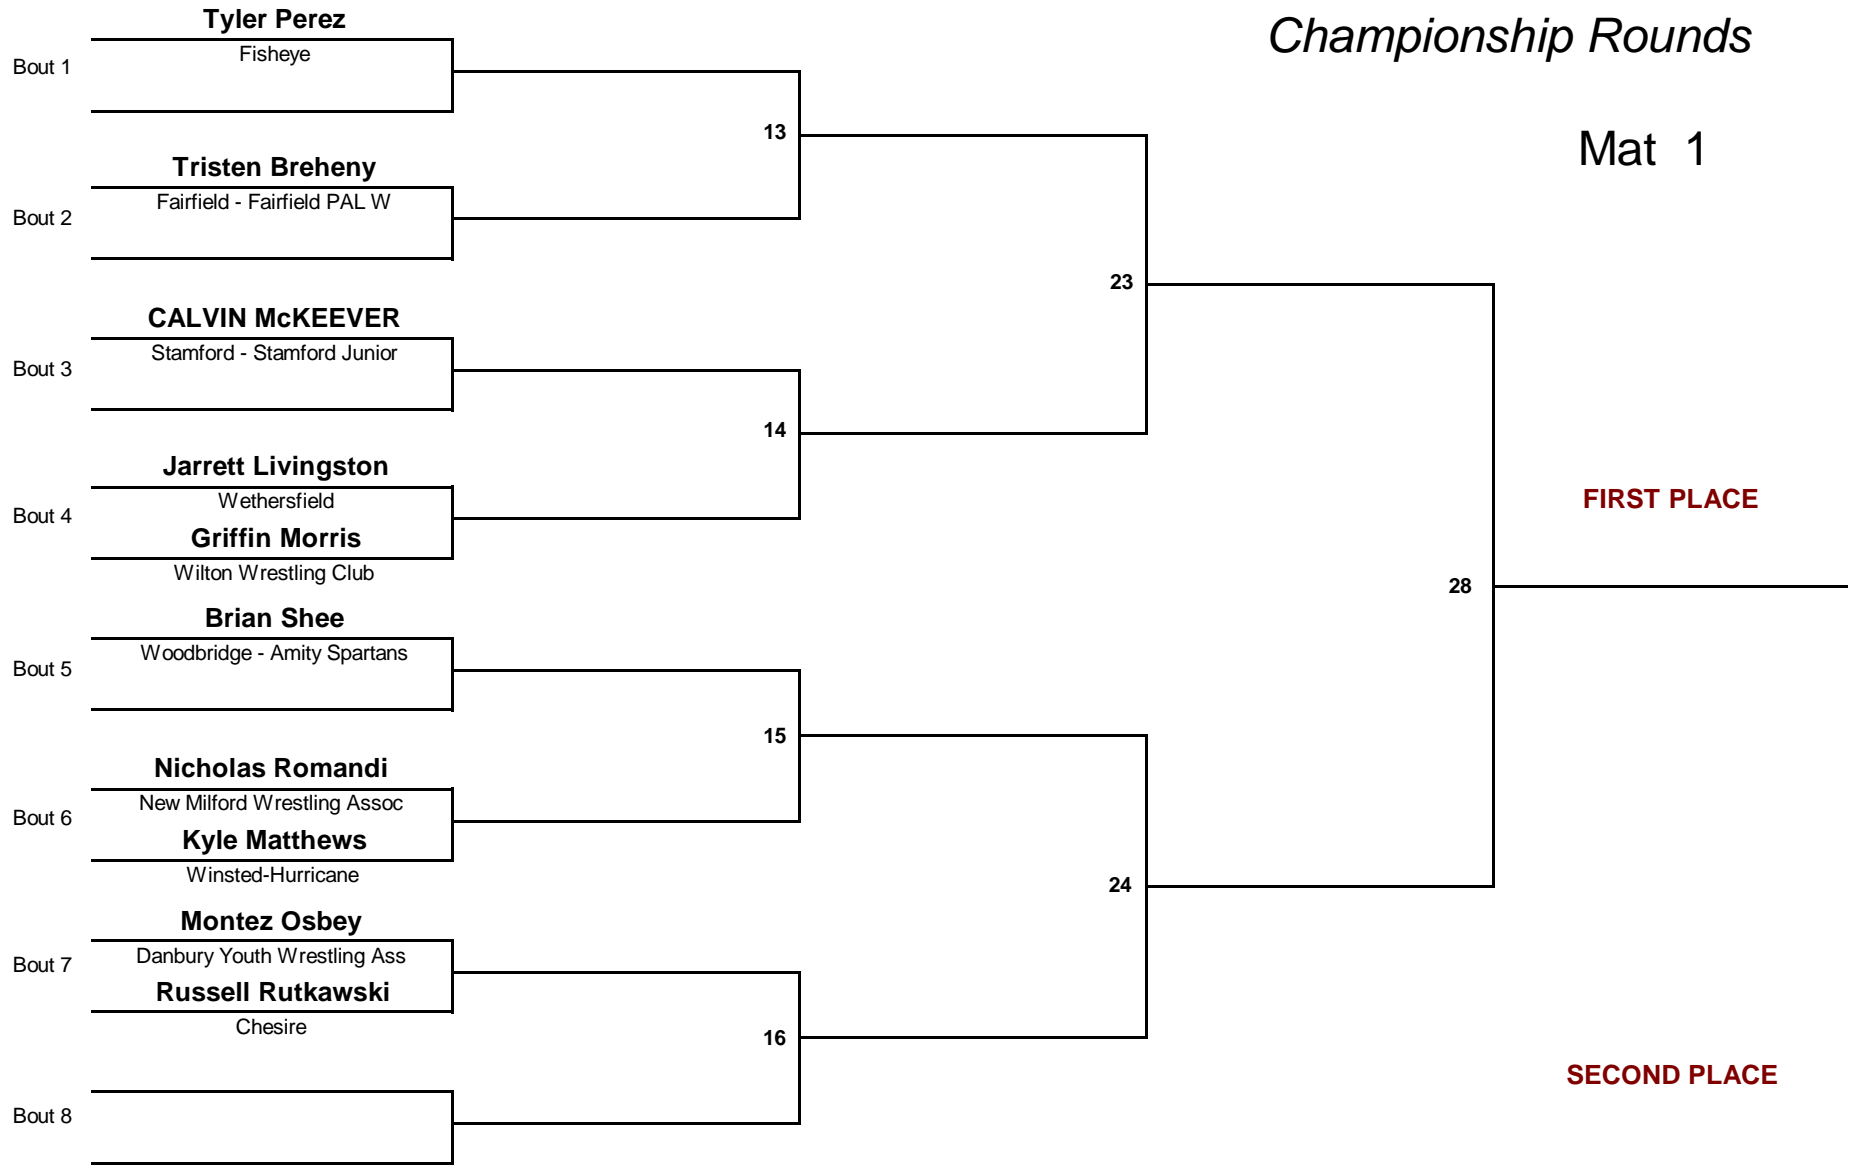 Tyler Perez
Championship Rounds
Fisheye
Bout 1
13
Mat 1
Tristen Breheny
Fairfield - Fairfield PAL W
Bout 2
23
CALVIN McKEEVER
Stamford - Stamford Junior
Bout 3
14
Jarrett Livingston
Wethersfield
FIRST PLACE
Bout 4
Griffin Morris
Wilton Wrestling Club
28
Brian Shee
Woodbridge - Amity Spartans
Bout 5
15
Nicholas Romandi
New Milford Wrestling Assoc
Bout 6
Kyle Matthews
Winsted-Hurricane
24
Montez Osbey
Danbury Youth Wrestling Ass
Bout 7
Russell Rutkawski
Chesire
16
SECOND PLACE
Bout 8